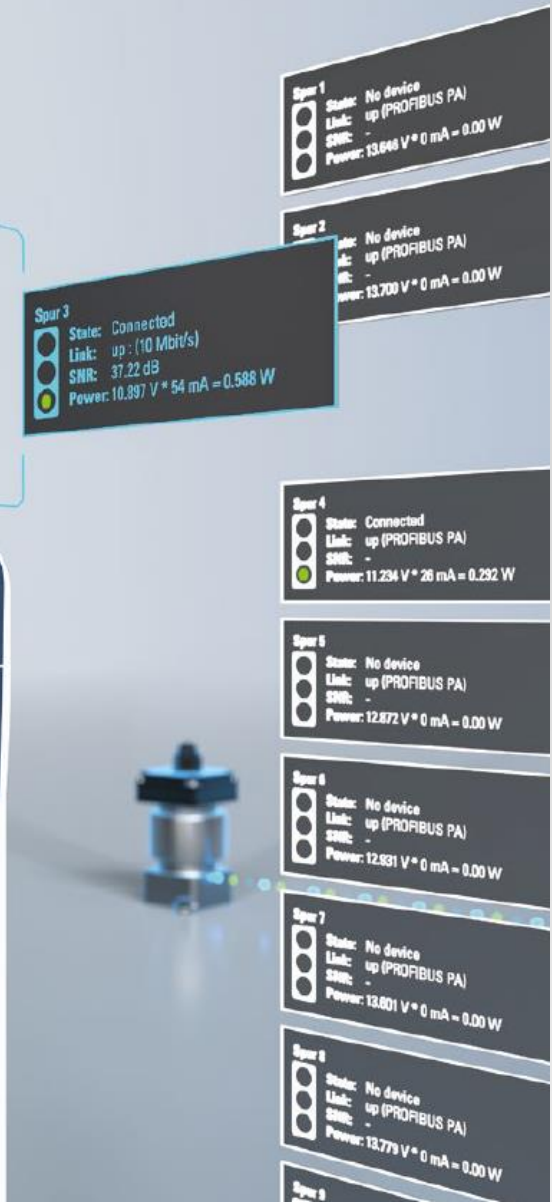 Spur 1
State: No device
Link: up (PROFIBUS PA)
SNR: -
Power: 13.646 V * 0 mA = 0.00 W
Spur 2
State: No device
Link: up (PROFIBUS PA)
SNR: -
Power: 13.700 V * 0 mA = 0.00 W
Spur 3
State: Connected
Link: up : (10 Mbit/s)
SNR: 37.22 dB
Power: 10.897 V * 54 mA = 0.588 W
Spur 4
State: Connected
Link: up (PROFIBUS PA)
SNR: -
Power: 11.234 V * 26 mA = 0.292 W
Spur 5
State: No device
Link: up (PROFIBUS PA)
SNR: -
Power: 12.872 V * 0 mA = 0.00 W
Spur 6
State: No device
Link: up (PROFIBUS PA)
SNR: -
Power: 12.931 V * 0 mA = 0.00 W
Spur 7
State: No device
Link: up (PROFIBUS PA)
SNR: -
Power: 13.601 V * 0 mA = 0.00 W
Spur 8
State: No device
Link: up (PROFIBUS PA)
SNR: -
Power: 13.779 V * 0 mA = 0.00 W
Spur 9